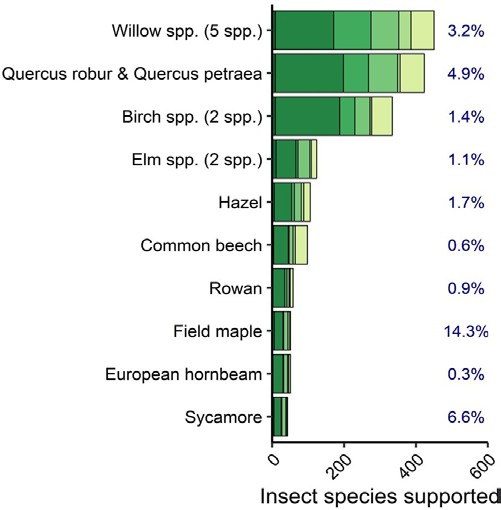 Willow spp. (5 spp.) 3.2%
Quercus robur & Quercus petraea 4.9%
Birch spp. (2 spp.) 1.4%
Elm spp. (2 spp.) 1.1%
Hazel 1.7%
Common beech 0.6%
Rowan 0.9%
Field maple 14.3%
European hornbeam 0.3%
Sycamore 6.6%
0 200 400 600
Insect species supported